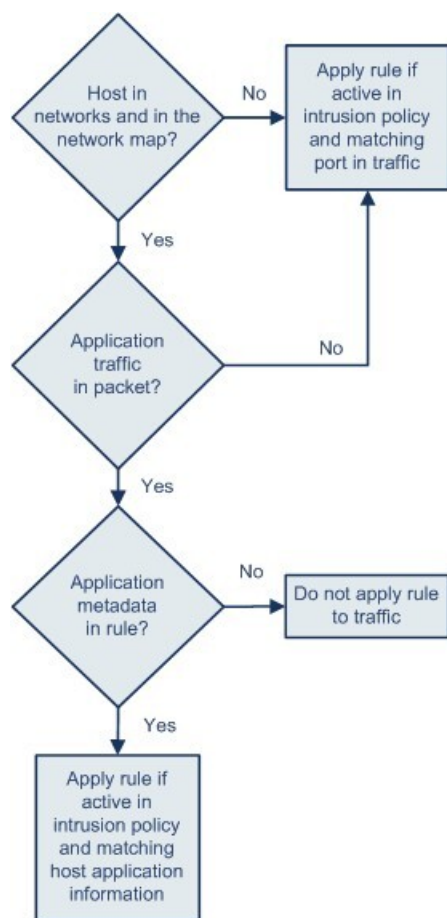 Host in
networks and in the
network map?
No
Apply rule if
active in
intrusion policy
and matching
port in traffic
Yes
Application
traffic
in packet?
No
Yes
Application
metadata
in rule?
No
Do not apply rule
to traffic
Yes
Apply rule if
active in
intrusion policy
and matching
host application
information